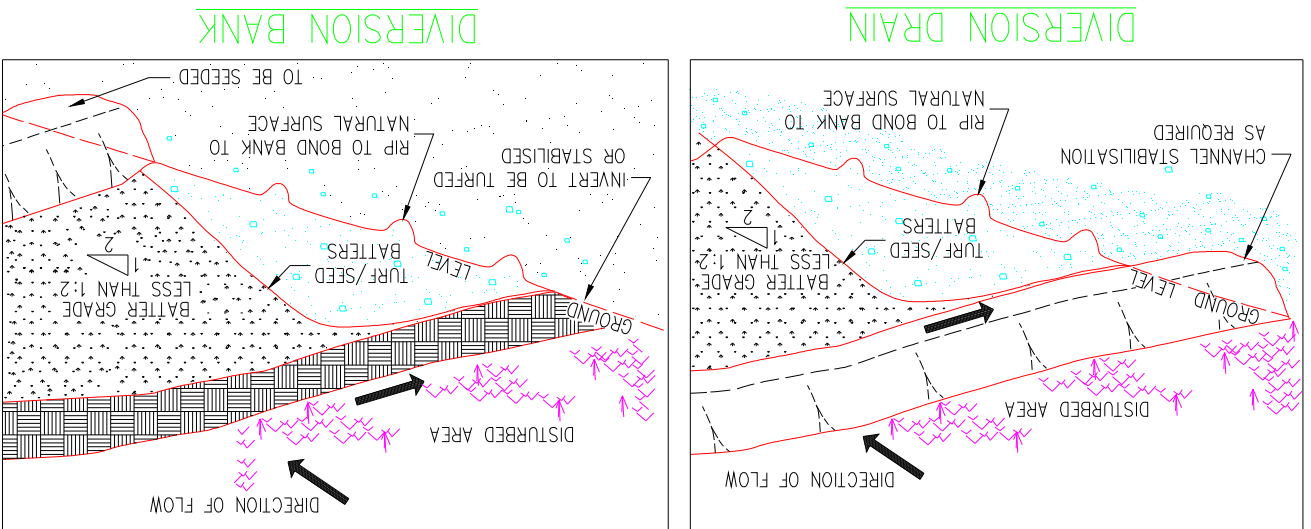 DIRECTION OF FLOW
DISTURBED AREA
GROUND
LEVEL
BATTER GRADE
LESS THAN 1:2
1
2
TURF/SEED
BATTERS
CHANNEL STABILISATION
AS REQUIRED
RIP TO BOND BANK TO
NATURAL SURFACE
DIVERSION DRAIN
DIRECTION OF FLOW
DISTURBED AREA
GROUND
LEVEL
BATTER GRADE
LESS THAN 1:2
1
2
TURF/SEED
BATTERS
INVERT TO BE TURFED
OR STABILISED
RIP TO BOND BANK TO
NATURAL SURFACE
TO BE SEEDED
DIVERSION BANK